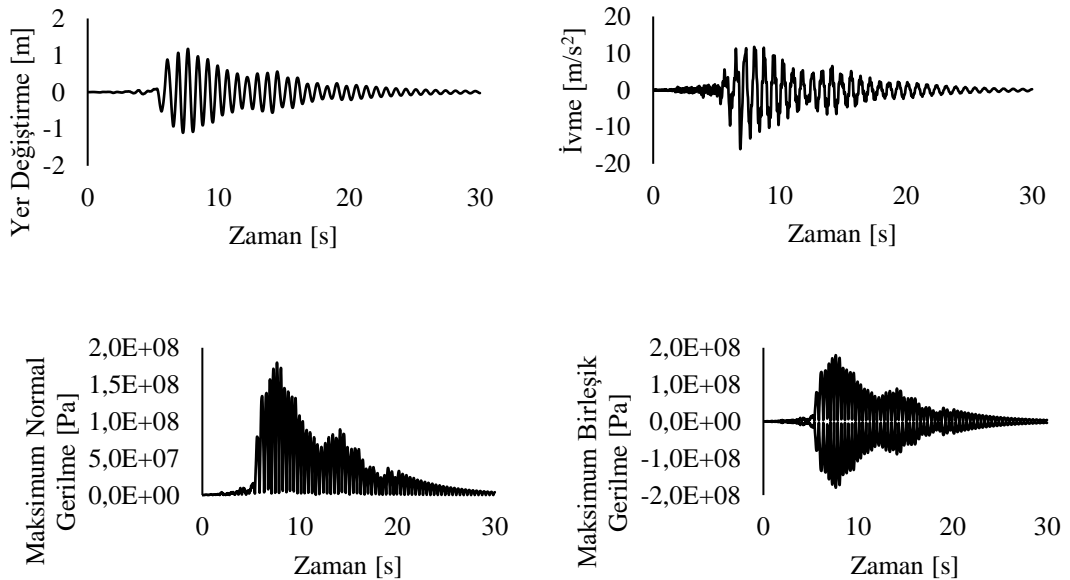 Yer Değiştirme [m]
2
1
0
-1
-2
0 10 20 30
Zaman [s]
İvme [m/s²]
20
10
0
-10
-20
0 10 20 30
Zaman [s]
Maksimum Normal
Gerilme [Pa]
2,0E+08
1,5E+08
1,0E+08
5,0E+07
0,0E+00
0 10 20 30
Zaman [s]
Maksimum Birleşik
Gerilme [Pa]
2,0E+08
1,0E+08
0,0E+00
-1,0E+08
-2,0E+08
0 10 20 30
Zaman [s]